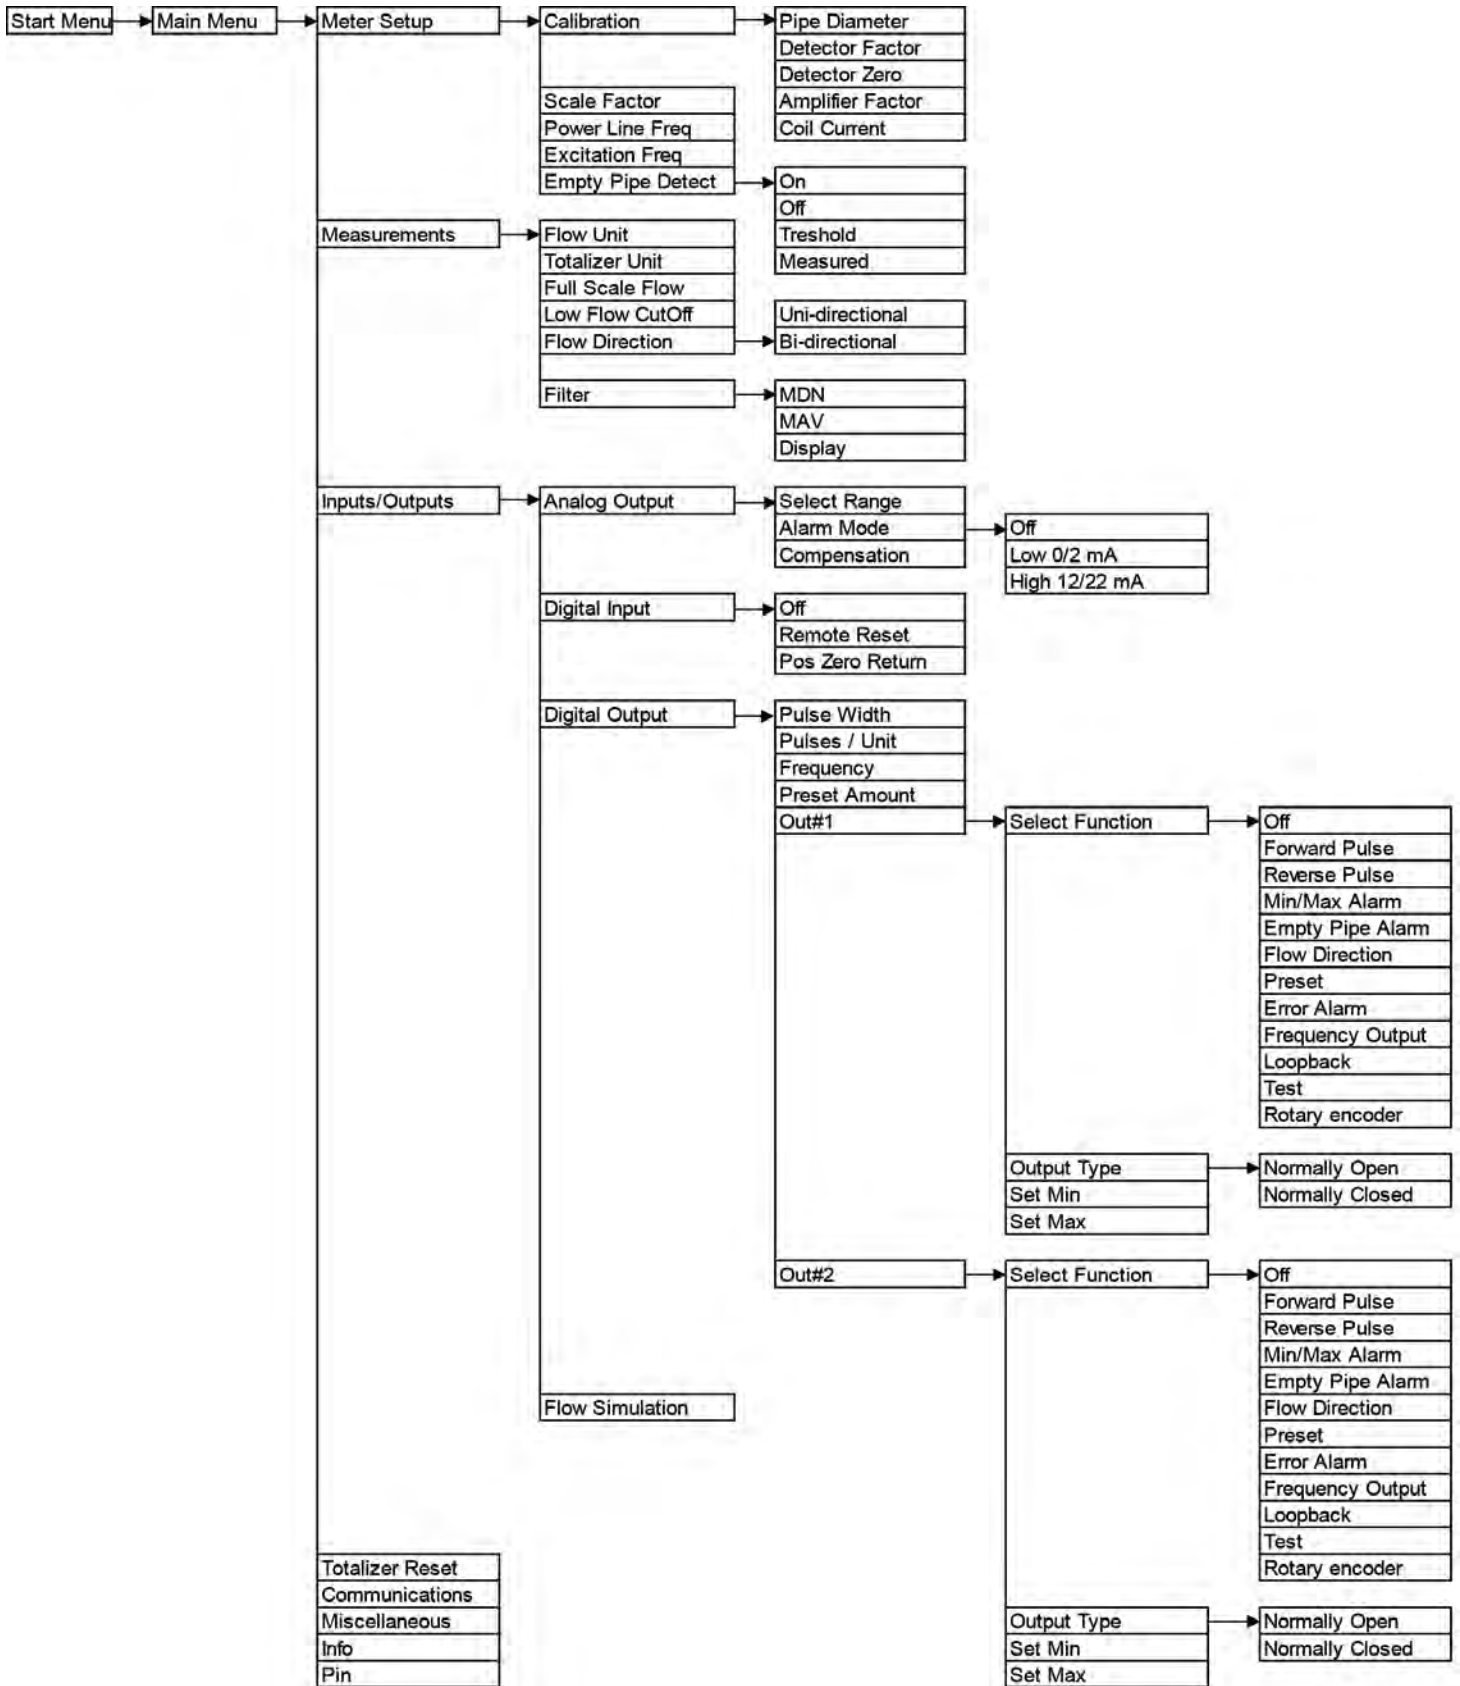 Start Menu
Main Menu
Meter Setup
Calibration
Pipe Diameter
Detector Factor
Detector Zero
Amplifier Factor
Coil Current
Scale Factor
Power Line Freq
Excitation Freq
Empty Pipe Detect
On
Off
Treshold
Measured
Measurements
Flow Unit
Totalizer Unit
Full Scale Flow
Low Flow CutOff
Flow Direction
Uni-directional
Bi-directional
Filter
MDN
MAV
Display
Inputs/Outputs
Analog Output
Select Range
Alarm Mode
Compensation
Off
Low 0/2 mA
High 12/22 mA
Digital Input
Off
Remote Reset
Pos Zero Return
Digital Output
Pulse Width
Pulses / Unit
Frequency
Preset Amount
Out#1
Select Function
Off
Forward Pulse
Reverse Pulse
Min/Max Alarm
Empty Pipe Alarm
Flow Direction
Preset
Error Alarm
Frequency Output
Loopback
Test
Rotary encoder
Output Type
Set Min
Set Max
Normally Open
Normally Closed
Out#2
Select Function
Off
Forward Pulse
Reverse Pulse
Min/Max Alarm
Empty Pipe Alarm
Flow Direction
Preset
Error Alarm
Frequency Output
Loopback
Test
Rotary encoder
Output Type
Set Min
Set Max
Normally Open
Normally Closed
Flow Simulation
Totalizer Reset
Communications
Miscellaneous
Info
Pin